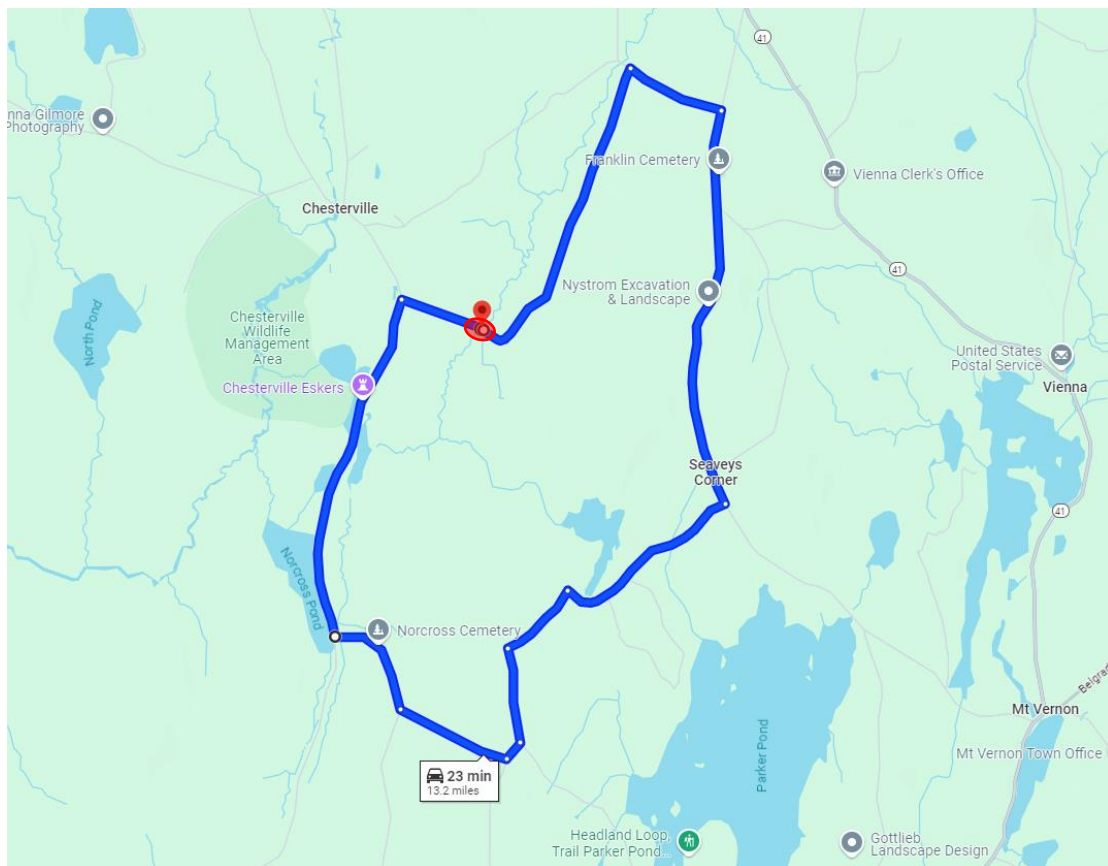 41
nna Gilmore
Photography
Franklin Cemetery
Vienna Clerk's Office
Chesterville
41
Nystrom Excavation
& Landscape
North Pond
Chesterville
Wildlife
Management
Area
United States
Postal Service
Vienna
Chesterville Eskers
Seaveys
Corner
41
Norcross Pond
Norcross Cemetery
Belgrad
Mt Vernon
Parker Pond
Mt Vernon Town Office
23 min
13.2 miles
Headland Loop,
Trail Parker Pond...
Gottlieb
Landscape Design